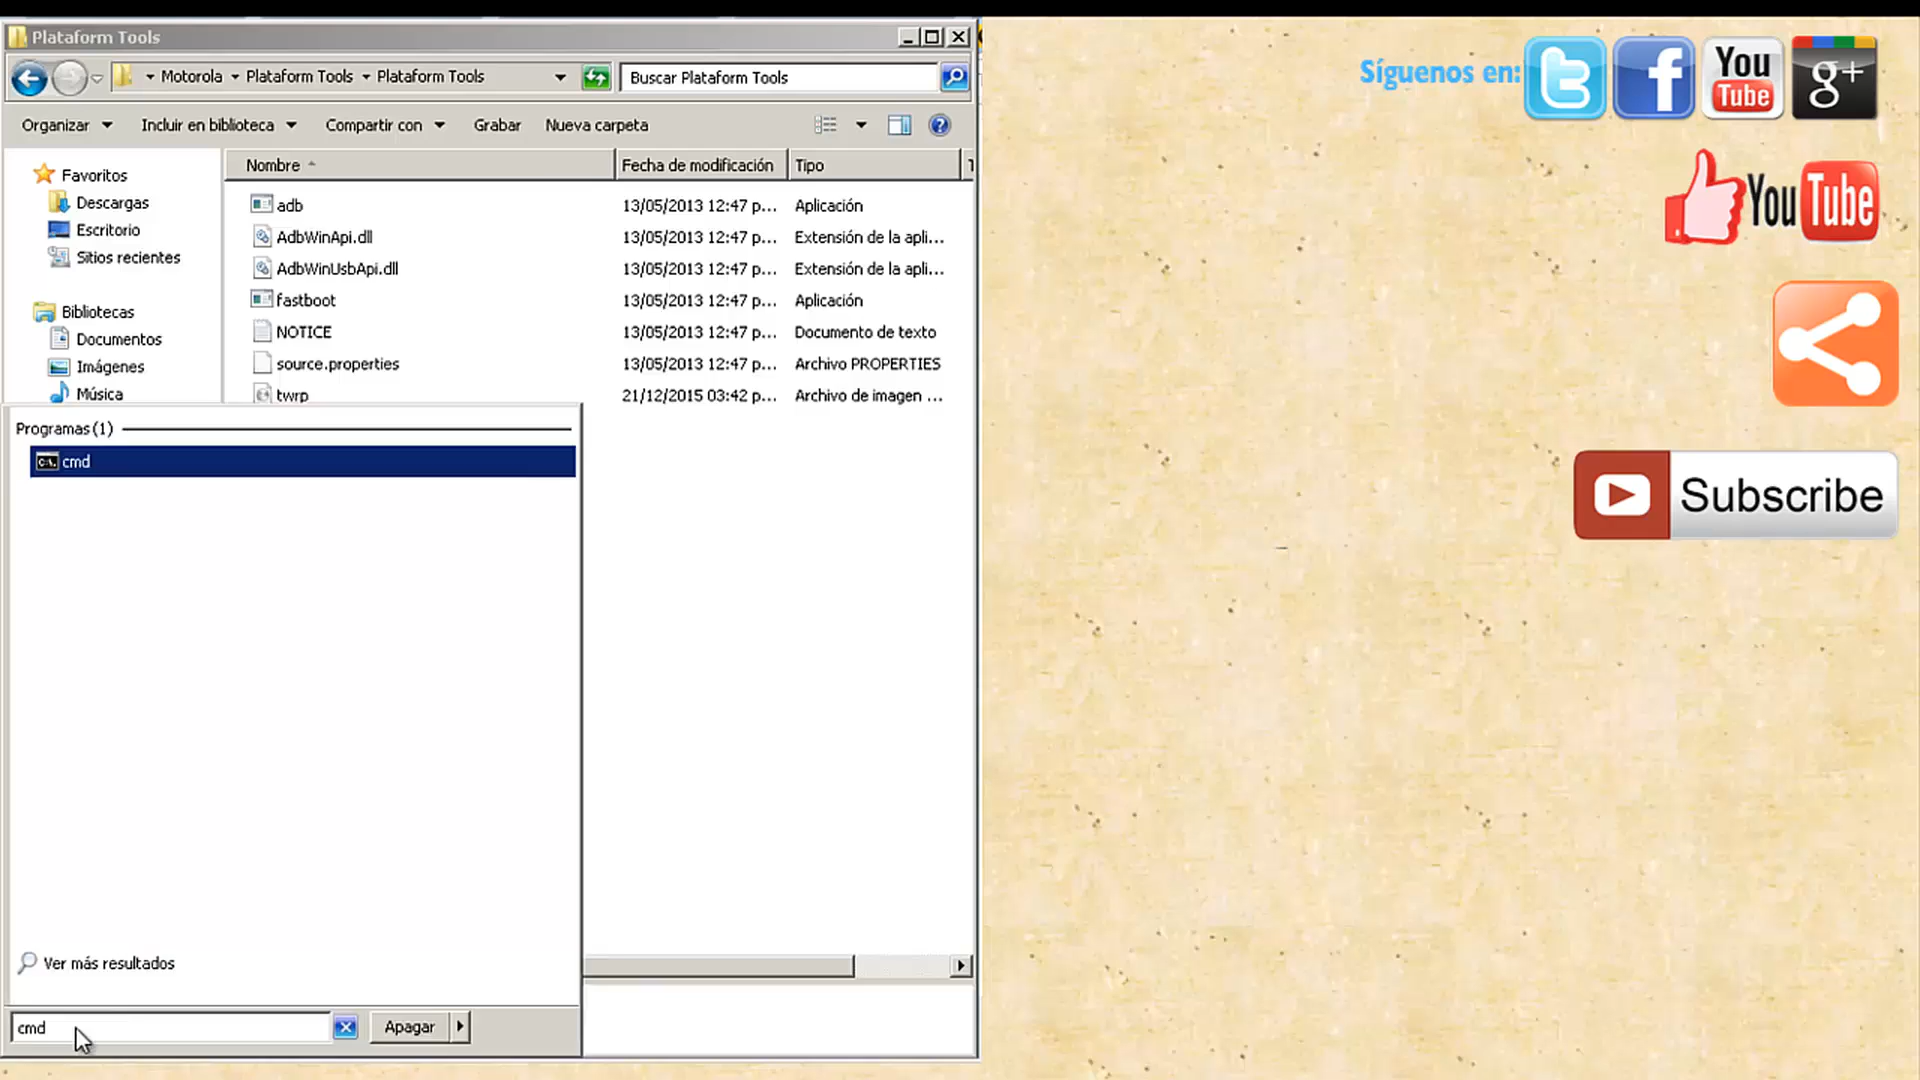 Plataform Tools
Motorola Plataform Tools Plataform Tools
Buscar Plataform Tools
Organizar Incluir en biblioteca Compartir con Grabar Nueva carpeta
Favoritos
Descargas
Escritorio
Sitios recientes
Bibliotecas
Documentos
Imágenes
Música
Nombre Fecha de modificación Tipo
adb 13/05/2013 12:47 p... Aplicación
AdbWinApi.dll 13/05/2013 12:47 p... Extensión de la apli...
AdbWinUsbApi.dll 13/05/2013 12:47 p... Extensión de la apli...
fastboot 13/05/2013 12:47 p... Aplicación
NOTICE 13/05/2013 12:47 p... Documento de texto
source.properties 13/05/2013 12:47 p... Archivo PROPERTIES
twrp 21/12/2015 03:42 p... Archivo de imagen ...
Programas (1)
C:\. cmd
Ver más resultados
cmd
Apagar
Síguenos en:
t
f
You
Tube
g+
You Tube
Subscribe